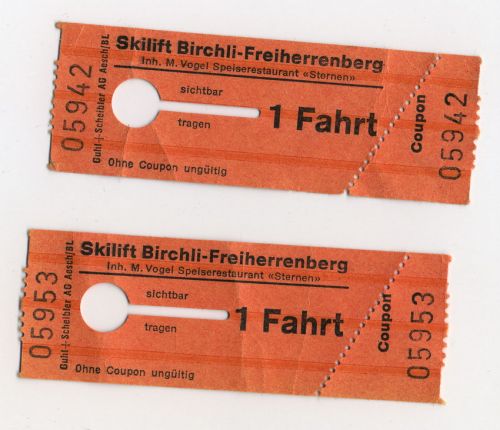 05942
Guhl + Scheibler AG Aesch/BL
Skilift Birchli-Freiherrenberg
Inh. M. Vogel Speiserestaurant «Sternen»
sichtbar
tragen
1 Fahrt
Ohne Coupon ungültig
Coupon
05942
05953
Guhl + Scheibler AG Aesch/BL
Skilift Birchli-Freiherrenberg
Inh. M. Vogel Speiserestaurant «Sternen»
sichtbar
tragen
1 Fahrt
Ohne Coupon ungültig
Coupon
05953